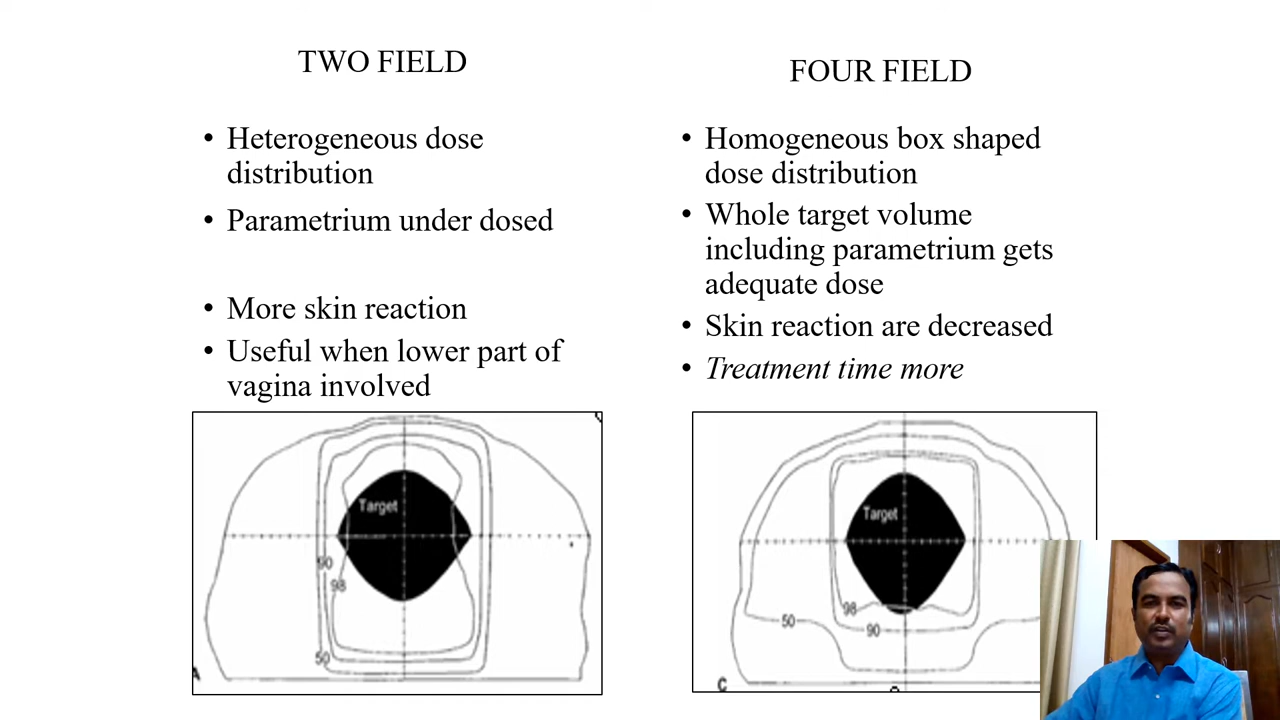 TWO FIELD
• Heterogeneous dose
distribution
• Parametrium under dosed
• More skin reaction
• Useful when lower part of
vagina involved
Target
90
98
50
A
FOUR FIELD
• Homogeneous box shaped
dose distribution
• Whole target volume
including parametrium gets
adequate dose
• Skin reaction are decreased
• Treatment time more
Target
98
50
90
C